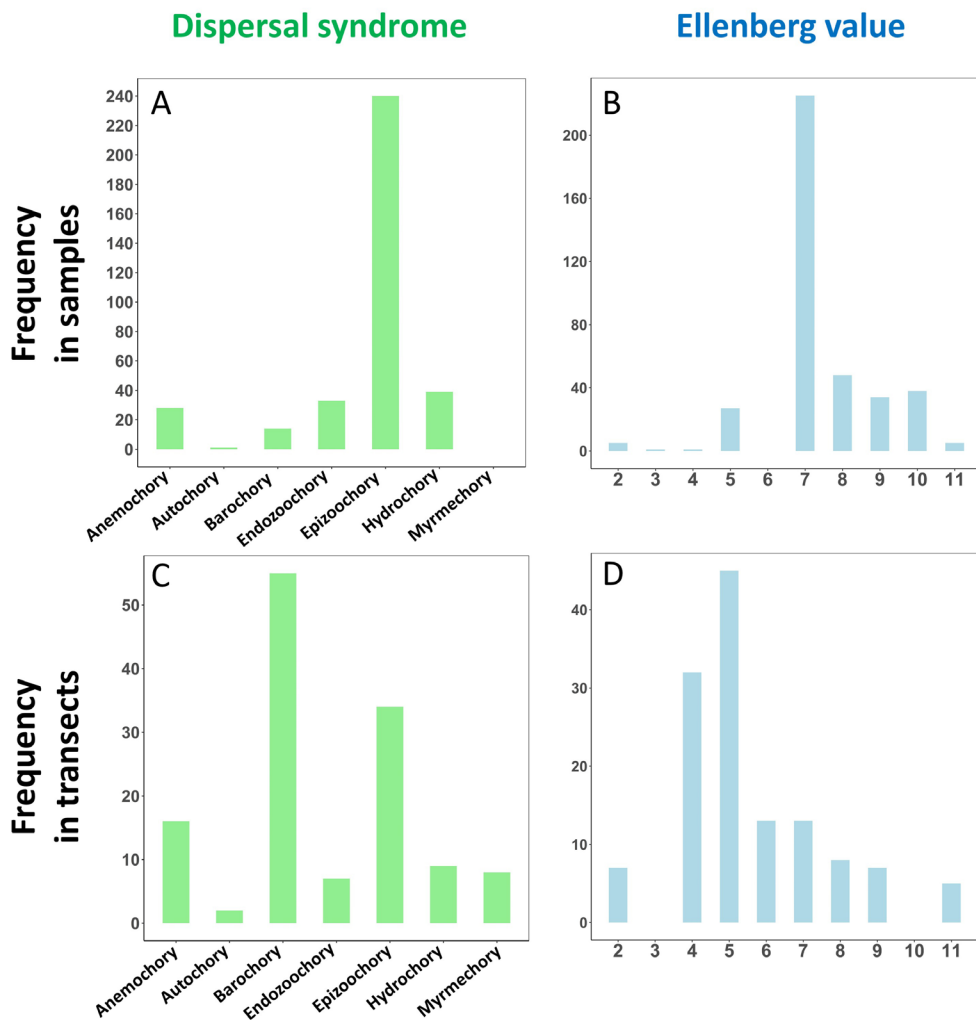 Dispersal syndrome
Ellenberg value
Frequency
in samples
A
240
220
200
180
160
140
120
100
80
60
40
20
0
Anemochory
Autochory
Barochory
Endozoochory
Epizoochory
Hydrochory
Myrmechory
B
200
160
120
80
40
0
2 3 4 5 6 7 8 9 10 11
Frequency
in transects
C
50
40
30
20
10
0
Anemochory
Autochory
Barochory
Endozoochory
Epizoochory
Hydrochory
Myrmechory
D
40
30
20
10
0
2 3 4 5 6 7 8 9 10 11